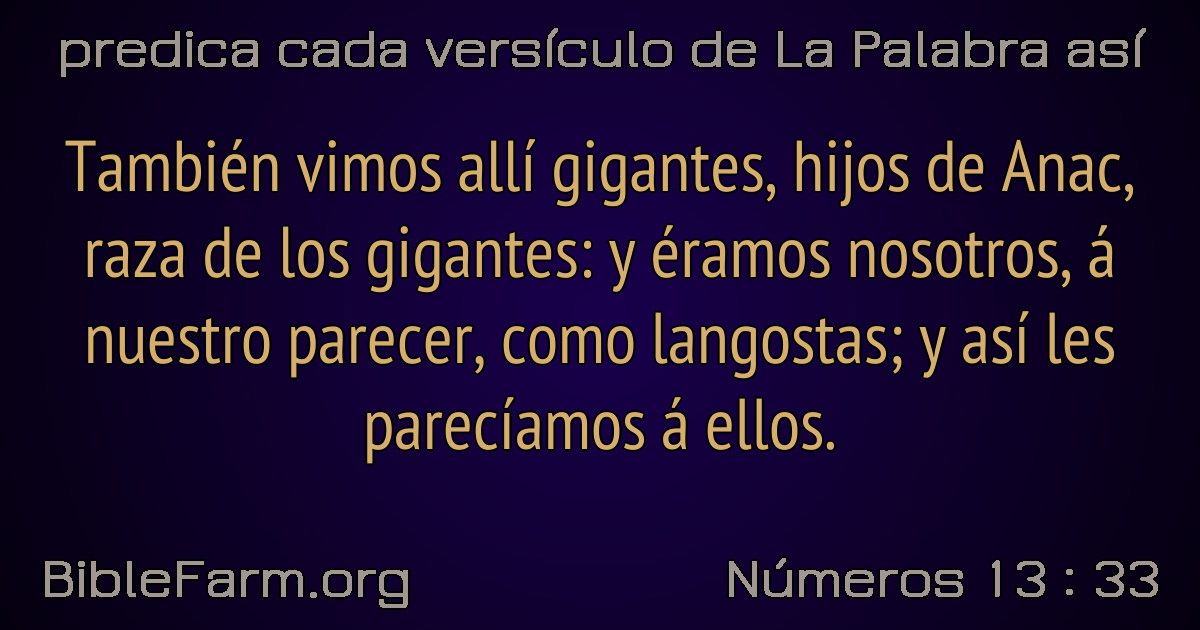 predica cada versículo de La Palabra así
También vimos allí gigantes, hijos de Anac,
raza de los gigantes: y éramos nosotros, á
nuestro parecer, como langostas; y así les
parecíamos á ellos.
BibleFarm.org
Números 13 : 33